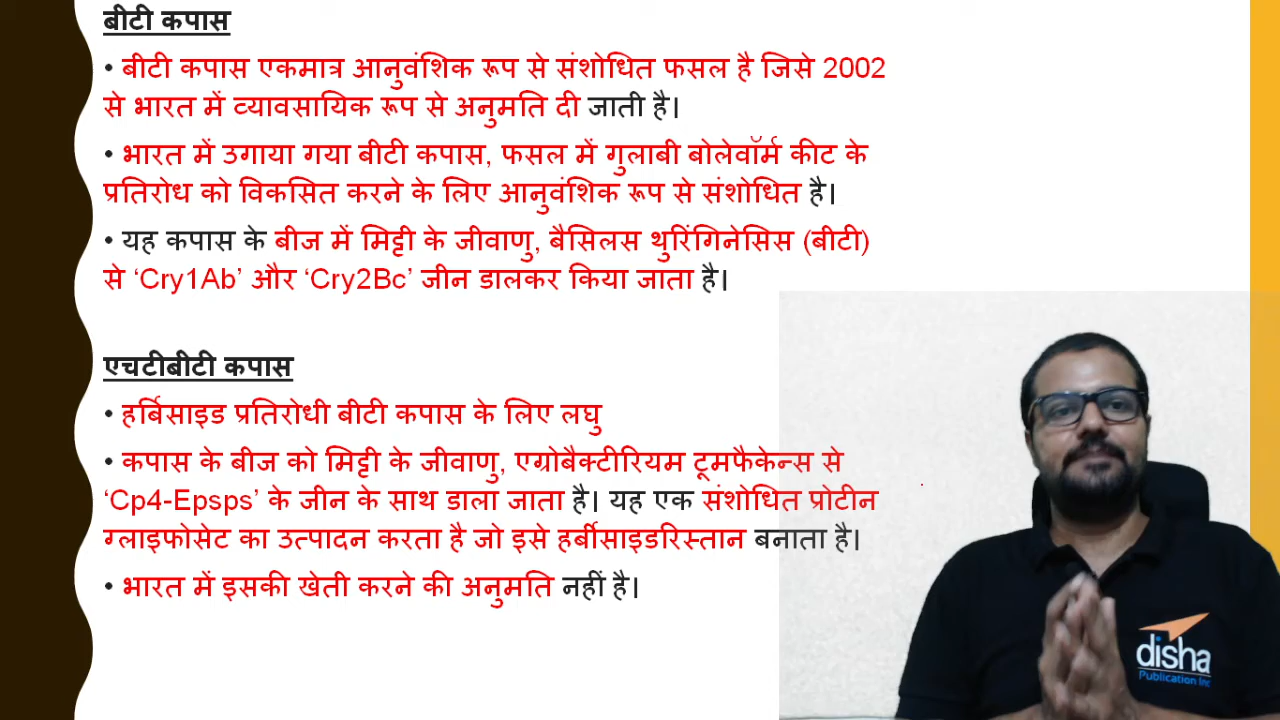 बीटी कपास
• बीटी कपास एकमात्र आनुवंशिक रूप से संशोधित फसल है जिसे 2002
से भारत में व्यावसायिक रूप से अनुमति दी जाती है।
• भारत में उगाया गया बीटी कपास, फसल में गुलाबी बोलेवॉर्म कीट के
प्रतिरोध को विकसित करने के लिए आनुवंशिक रूप से संशोधित है।
• यह कपास के बीज में मिट्टी के जीवाणु, बैसिलस थुरिंगिनेसिस (बीटी)
से ‘Cry1Ab’ और ‘Cry2Bc’ जीन डालकर किया जाता है।
एचटीबीटी कपास
• हर्बिसाइड प्रतिरोधी बीटी कपास के लिए लघु
• कपास के बीज को मिट्टी के जीवाणु, एग्रोबैक्टीरियम टूमफैकेन्स से
‘Cp4-Epsps’ के जीन के साथ डाला जाता है। यह एक संशोधित प्रोटीन
ग्लाइफोसेट का उत्पादन करता है जो इसे हर्बीसाइडरिस्तान बनाता है।
• भारत में इसकी खेती करने की अनुमति नहीं है।
disha
Publication Inc